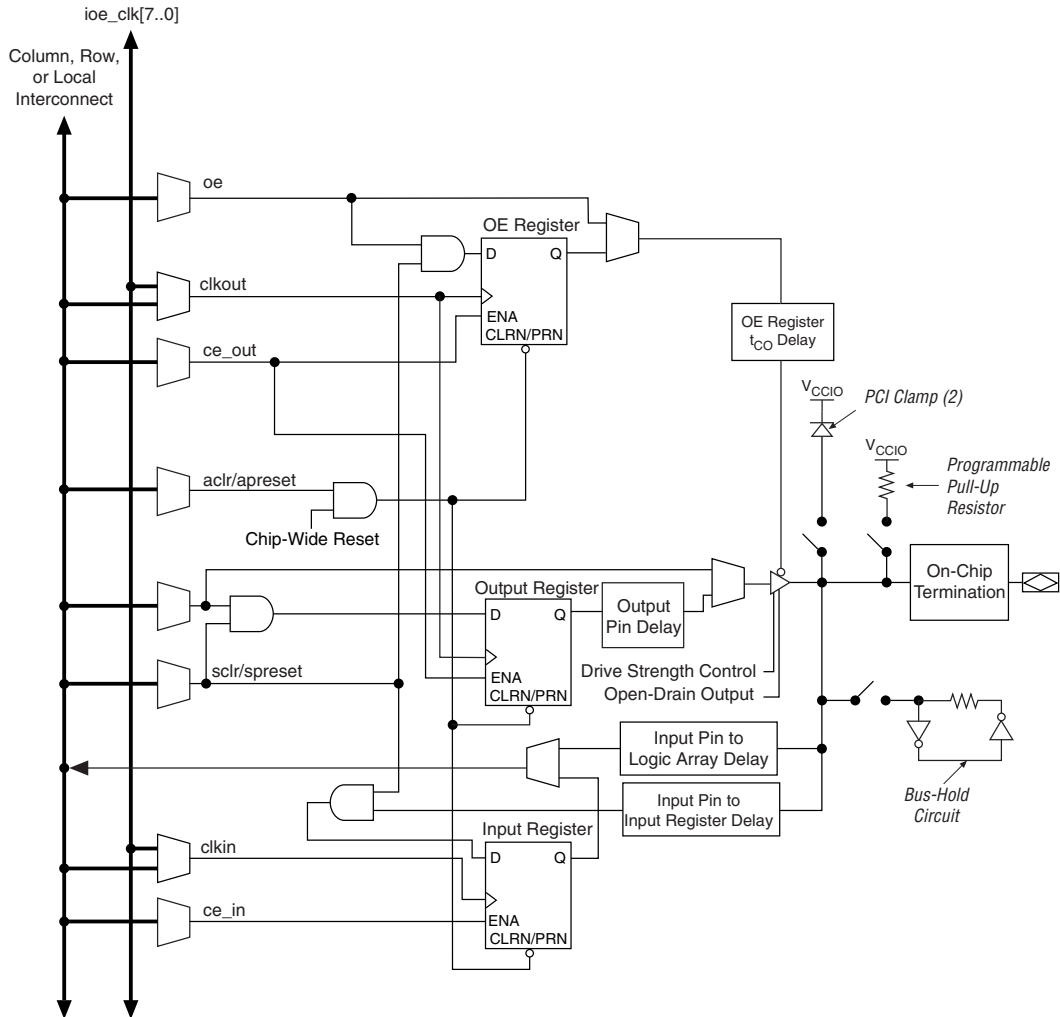 ioe_clk[7..0]
Column, Row,
or Local
Interconnect
oe
OE Register
D
Q
clkout
ENA
CLRN/PRN
OE Register
tCO Delay
ce_out
VCCIO
PCI Clamp (2)
VCCIO
Programmable
Pull-Up
Resistor
aclr/apreset
Chip-Wide Reset
Output Register
D
Q
Output
Pin Delay
On-Chip
Termination
sclr/spreset
ENA
CLRN/PRN
Drive Strength Control
Open-Drain Output
Input Pin to
Logic Array Delay
Input Pin to
Input Register Delay
Bus-Hold
Circuit
Input Register
clkin
D
Q
ce_in
ENA
CLRN/PRN